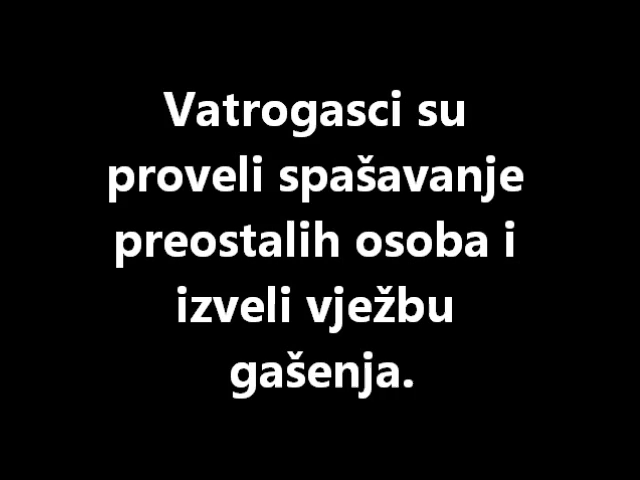 Vatrogasci su
proveli spašavanje
preostalih osoba i
izveli vježbu
gašenja.